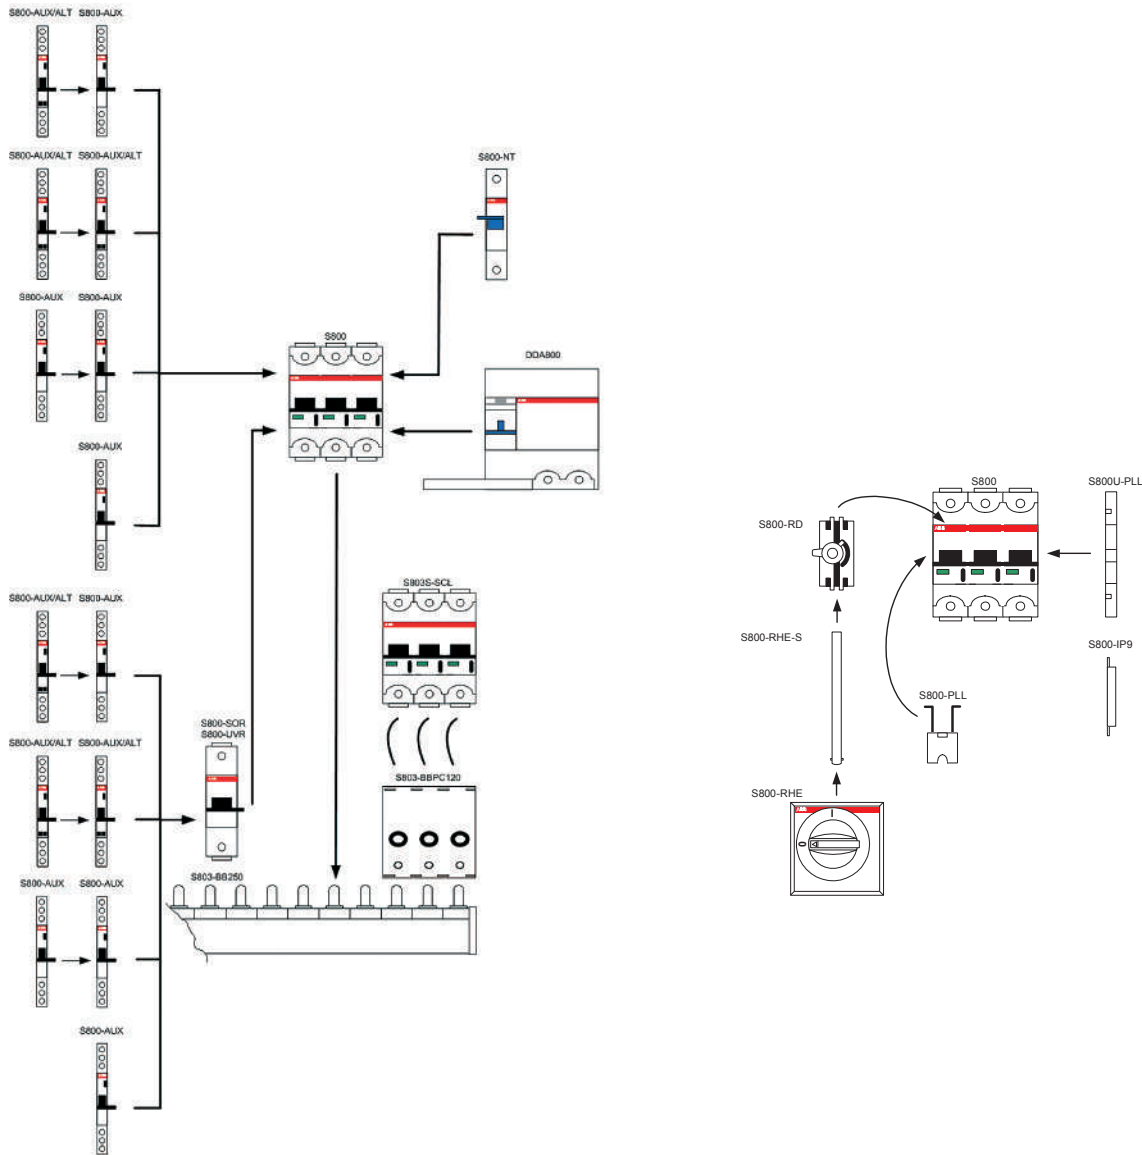 S800-AUX/ALT S800-AUX
S800-AUX/ALT S800-AUX/ALT
S800-NT
S800-AUX S800-AUX
S800
DDA800
S800-AUX
S800
S800U-PLL
S800-RD
S803S-SCL
S800-AUX/ALT S800-AUX
S800-RHE-S
S800-IP9
S800-PLL
S800-SOR
S800-UVR
S800-AUX/ALT S800-AUX/ALT
S803-BBPC120
S800-RHE
ABB
I
O
S803-BB250
S800-AUX S800-AUX
S800-AUX